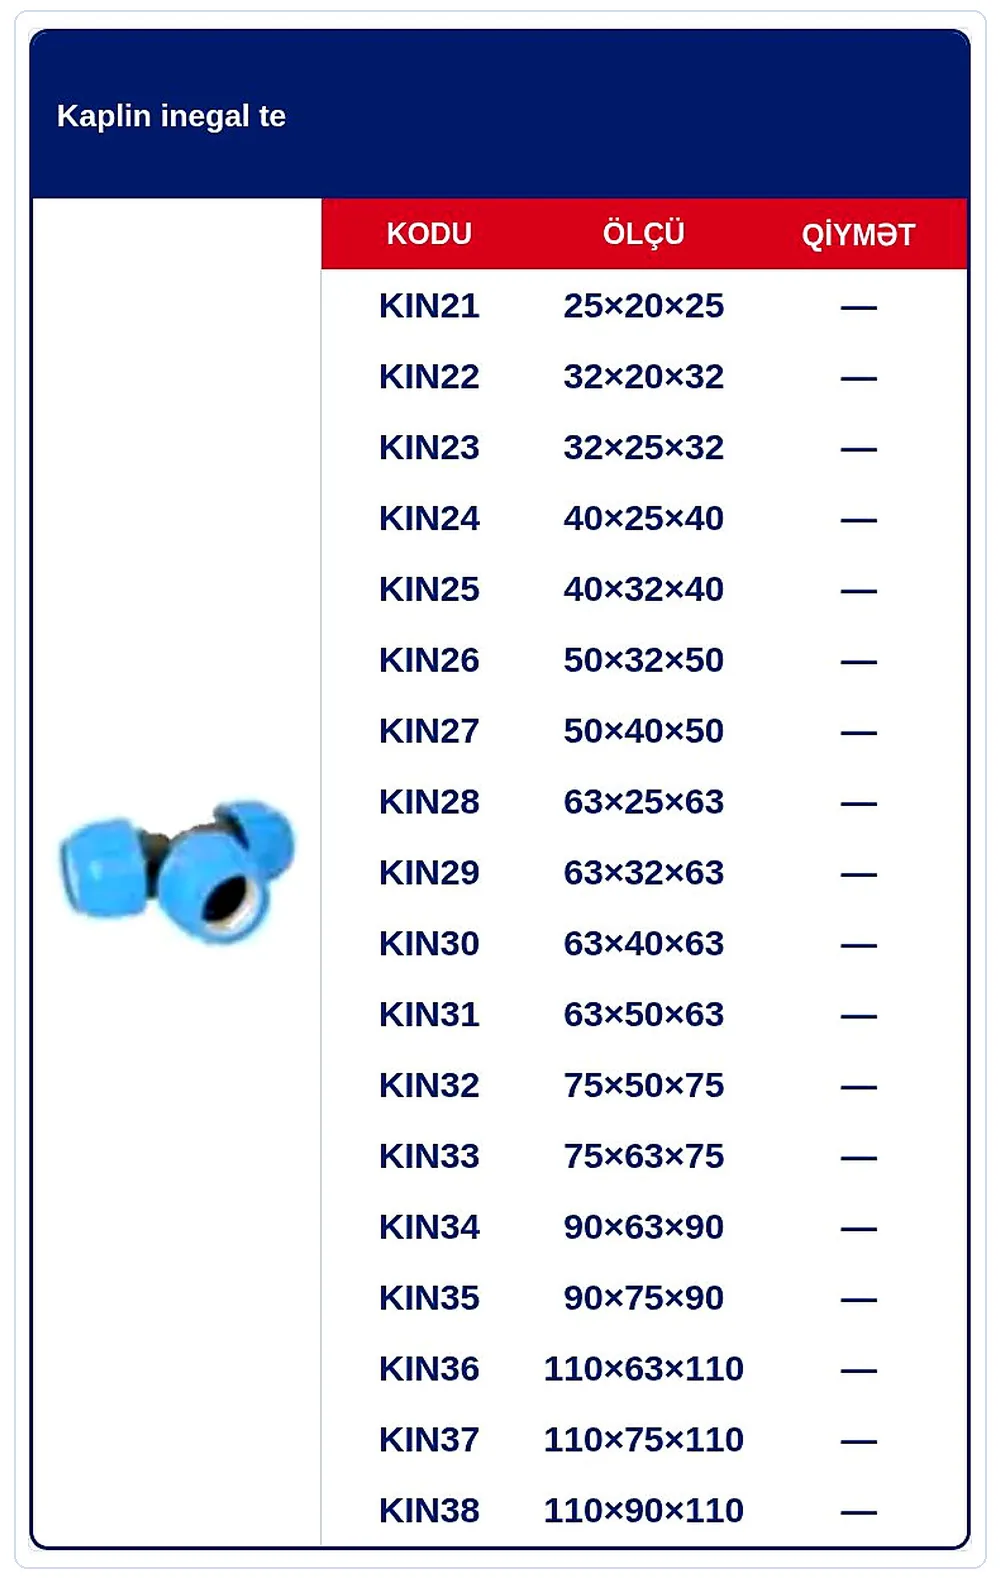 Kaplin inegal te
KODU ÖLÇÜ QİYMƏT
KIN21 25×20×25 —
KIN22 32×20×32 —
KIN23 32×25×32 —
KIN24 40×25×40 —
KIN25 40×32×40 —
KIN26 50×32×50 —
KIN27 50×40×50 —
KIN28 63×25×63 —
KIN29 63×32×63 —
KIN30 63×40×63 —
KIN31 63×50×63 —
KIN32 75×50×75 —
KIN33 75×63×75 —
KIN34 90×63×90 —
KIN35 90×75×90 —
KIN36 110×63×110 —
KIN37 110×75×110 —
KIN38 110×90×110 —